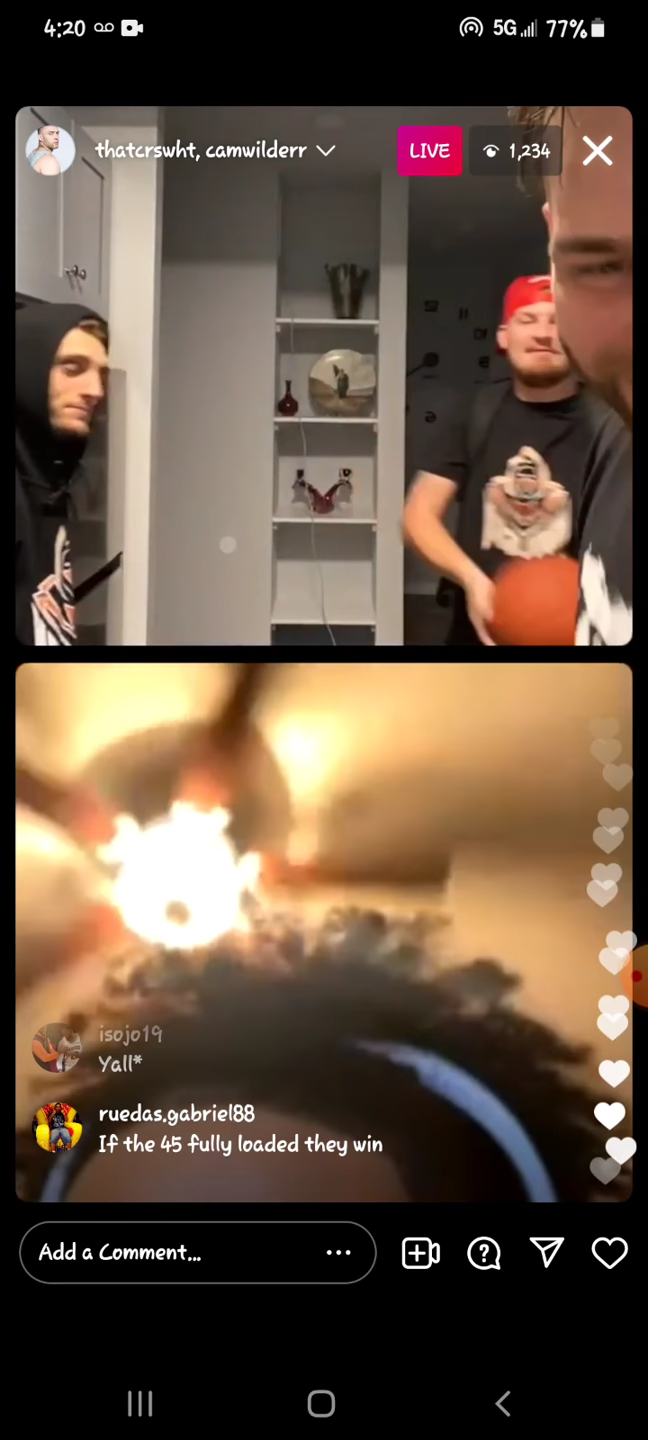 4:20 5G 77%
thatcrswht, camwilderr LIVE 1,234
isojo19
Yall*
ruedas.gabriel88
If the 45 fully loaded they win
Add a Comment...